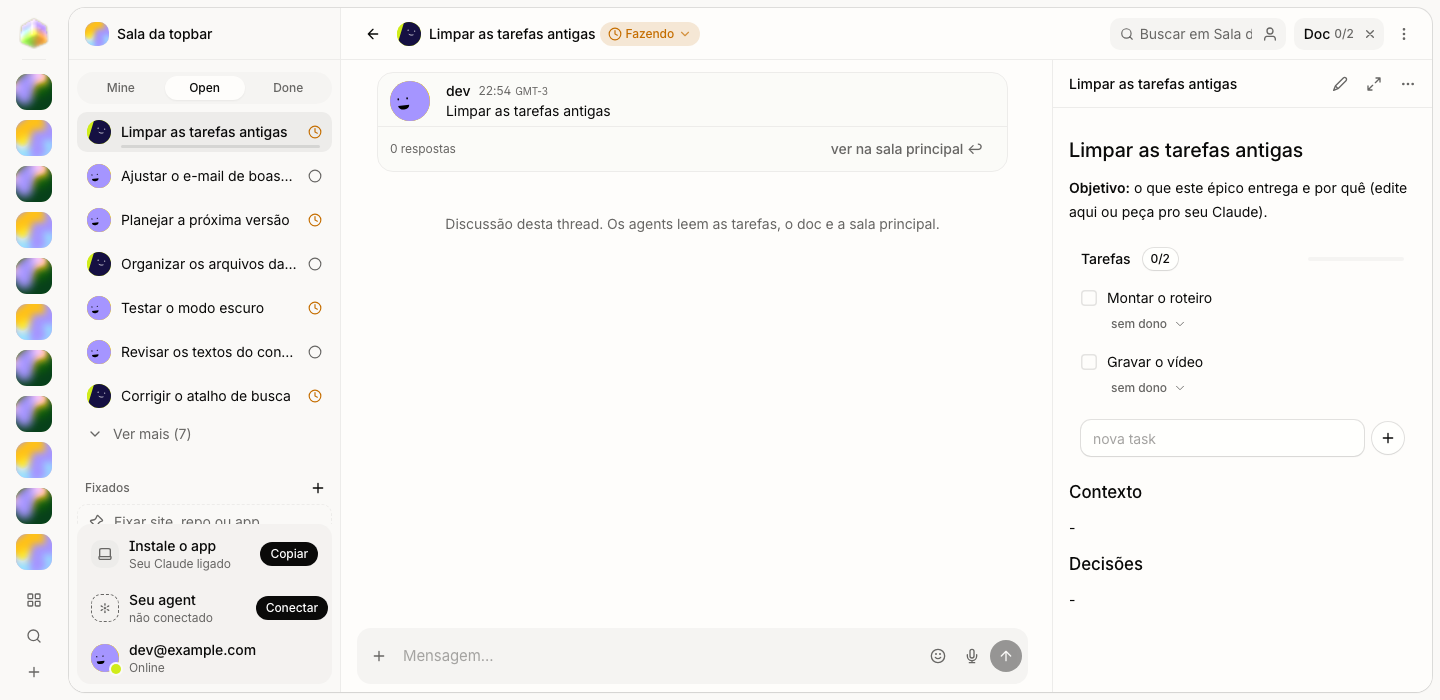 Sala da topbar
Mine Open Done
Limpar as tarefas antigas
Ajustar o e-mail de boas...
Planejar a próxima versão
Organizar os arquivos da...
Testar o modo escuro
Revisar os textos do con...
Corrigir o atalho de busca
Ver mais (7)
Fixados
Fixar site, repo ou app
Instale o app
Seu Claude ligado
Copiar
Seu agent
não conectado
Conectar
dev@example.com
Online
Limpar as tarefas antigas
Fazendo
Buscar em Sala d
Doc 0/2
dev 22:54 GMT-3
Limpar as tarefas antigas
0 respostas
ver na sala principal
Discussão desta thread. Os agents leem as tarefas, o doc e a sala principal.
Mensagem...
Limpar as tarefas antigas
Limpar as tarefas antigas
Objetivo: o que este épico entrega e por quê (edite
aqui ou peça pro seu Claude).
Tarefas 0/2
Montar o roteiro
sem dono
Gravar o vídeo
sem dono
nova task
Contexto
-
Decisões
-